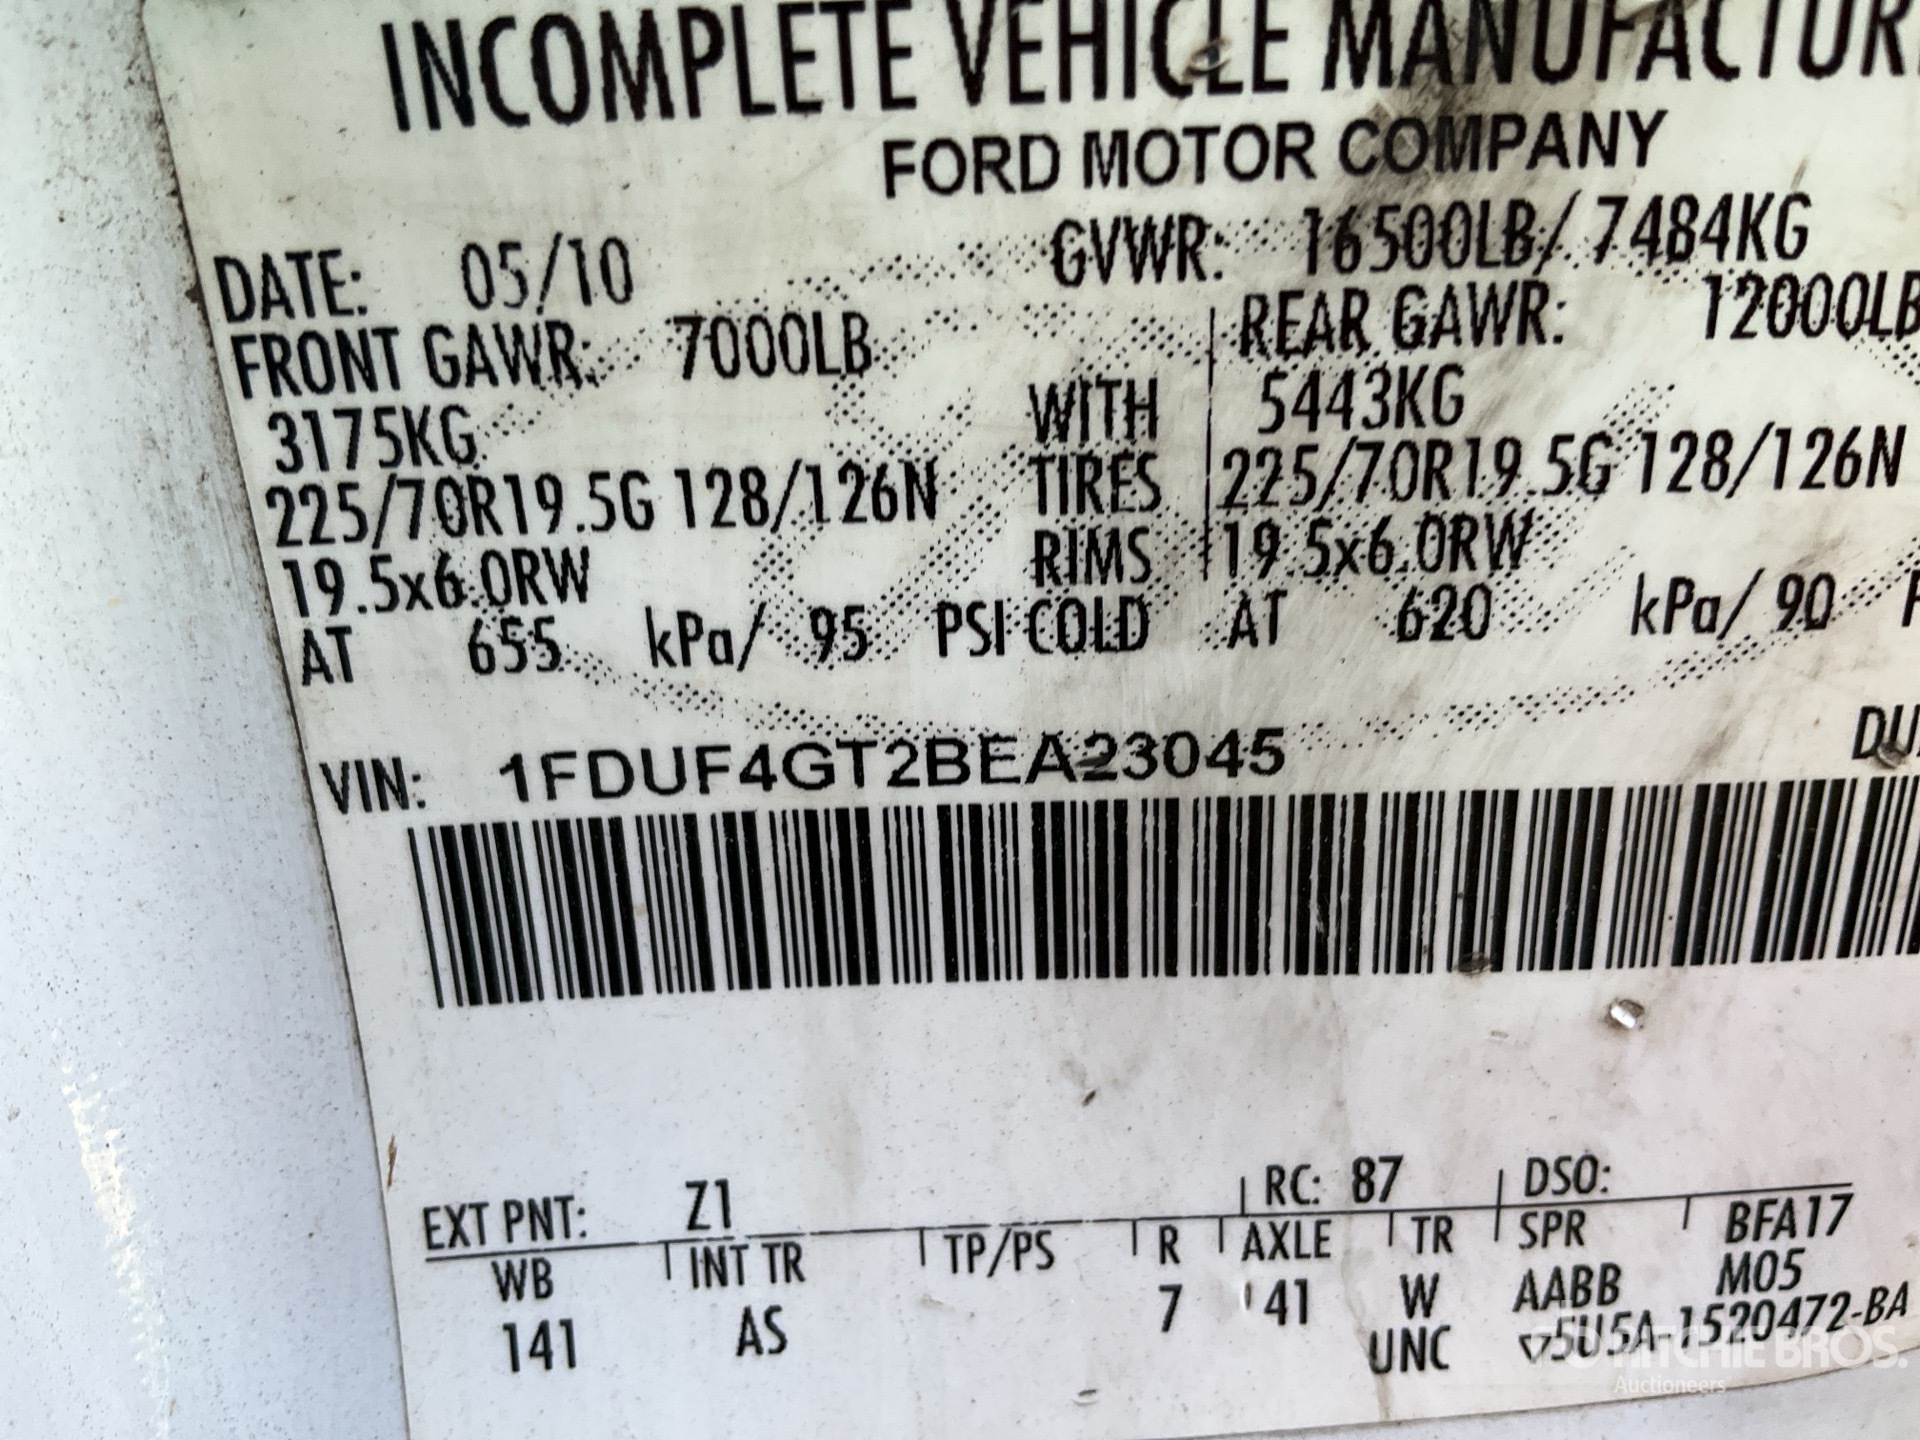 INCOMPLETE VEHICLE MANUFACTUR
FORD MOTOR COMPANY
DATE: 05/10 GVWR: 16500LB/ 7484KG
FRONT GAWR: 7000LB REAR GAWR: 12000LB
3175KG WITH 5443KG
225/70R19.5G 128/126N TIRES 225/70R19.5G 128/126N
19.5x6.0RW RIMS 19.5x6.0RW
AT 655 kPa/ 95 PSI COLD AT 620 kPa/ 90 P
VIN: 1FDUF4GT2BEA23045 DU
EXT PNT: Z1 RC: 87 DSO:
WB INT TR TP/PS R AXLE TR SPR BFA17
141 AS 7 41 W AABB M05
UNC ▽5U5A-1520472-BA
RITCHIE BROS.
Auctioneers